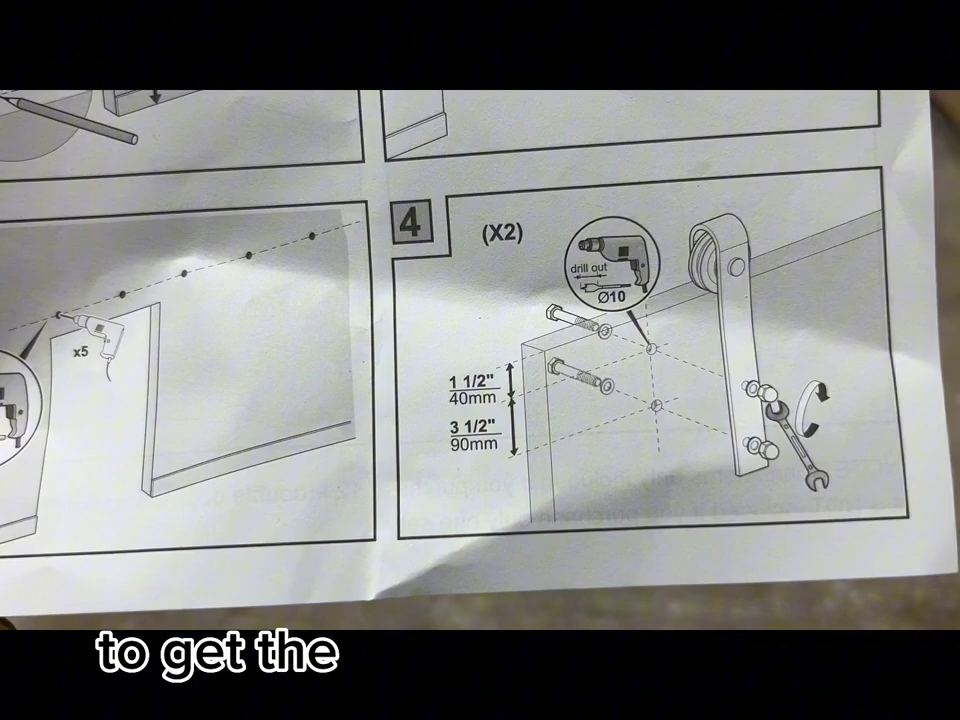 4
(X2)
drill out
Ø10
x5
1 1/2"
40mm
3 1/2"
90mm
to get the